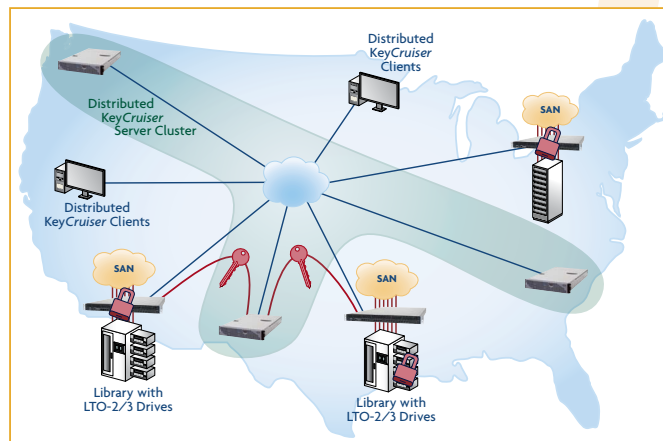 Distributed
KeyCruiser
Clients
Distributed
KeyCruiser
Server Cluster
SAN
Distributed
KeyCruiser Clients
SAN
SAN
Library with
LTO-2/3 Drives
Library with
LTO-2/3 Drives